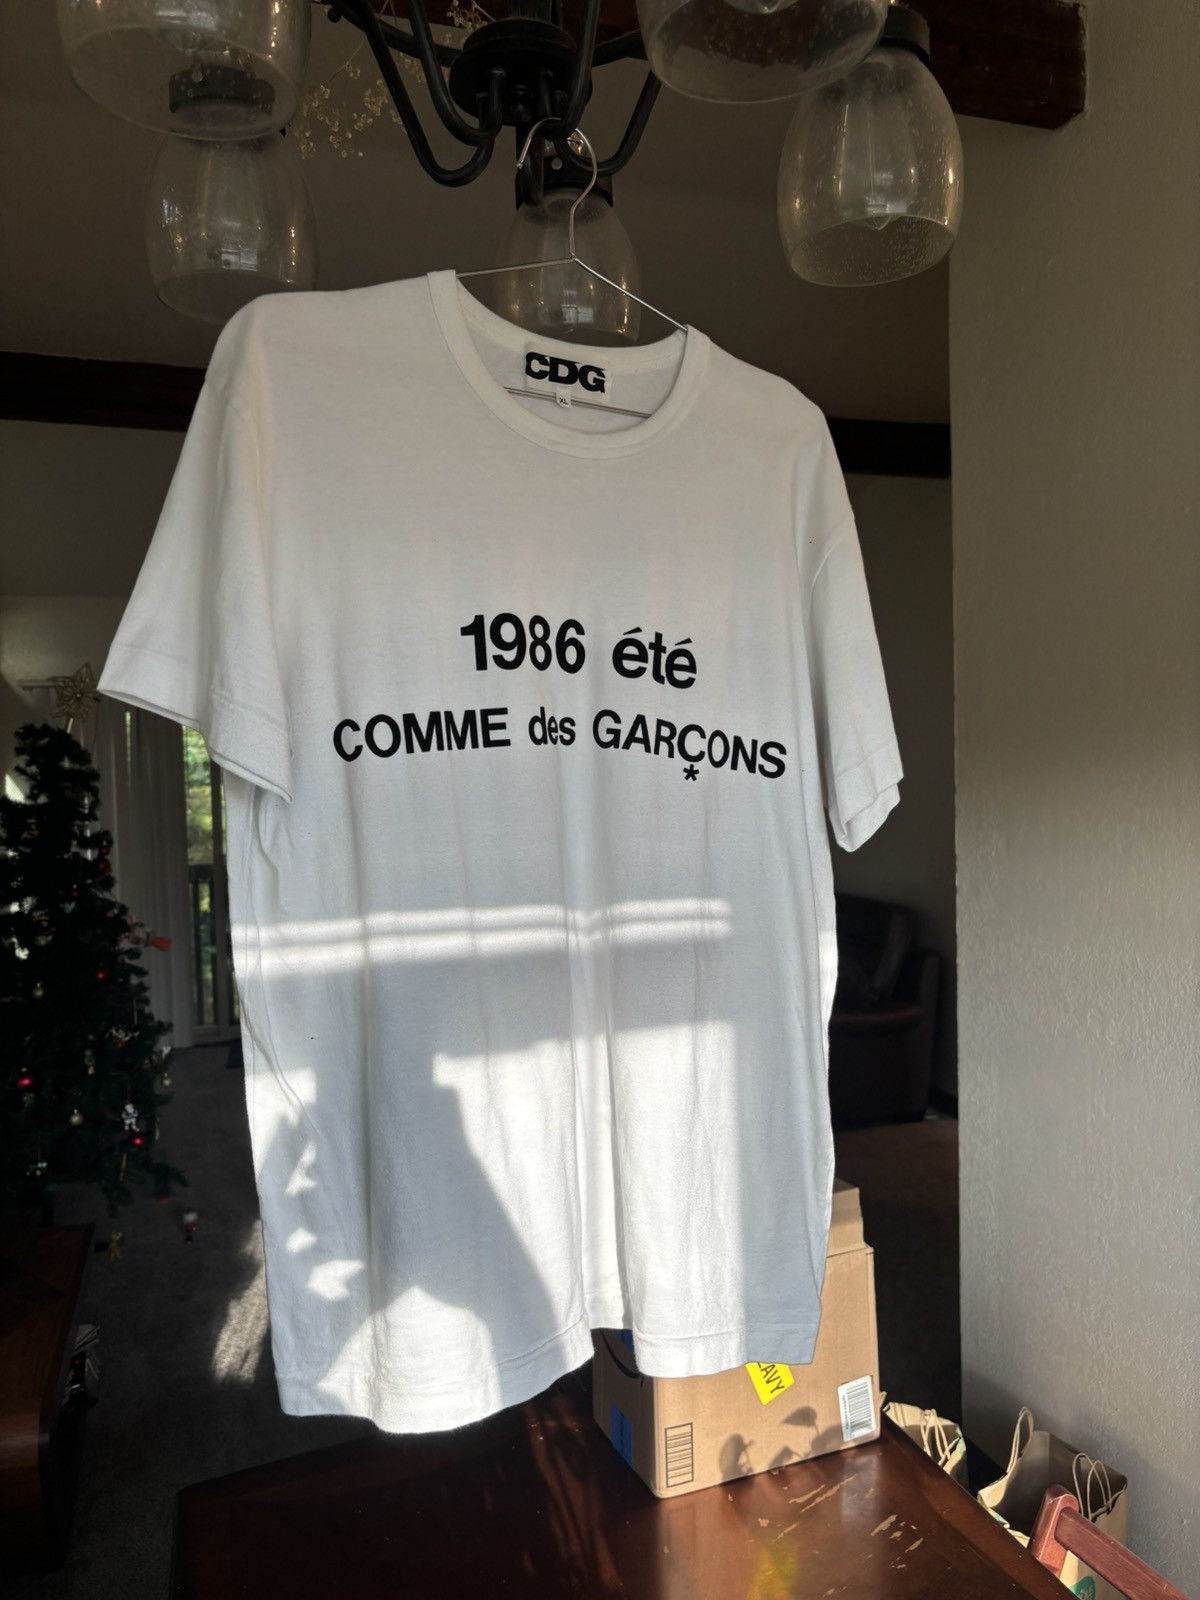 CDG
XL
1986 été
COMME des GARÇONS
*